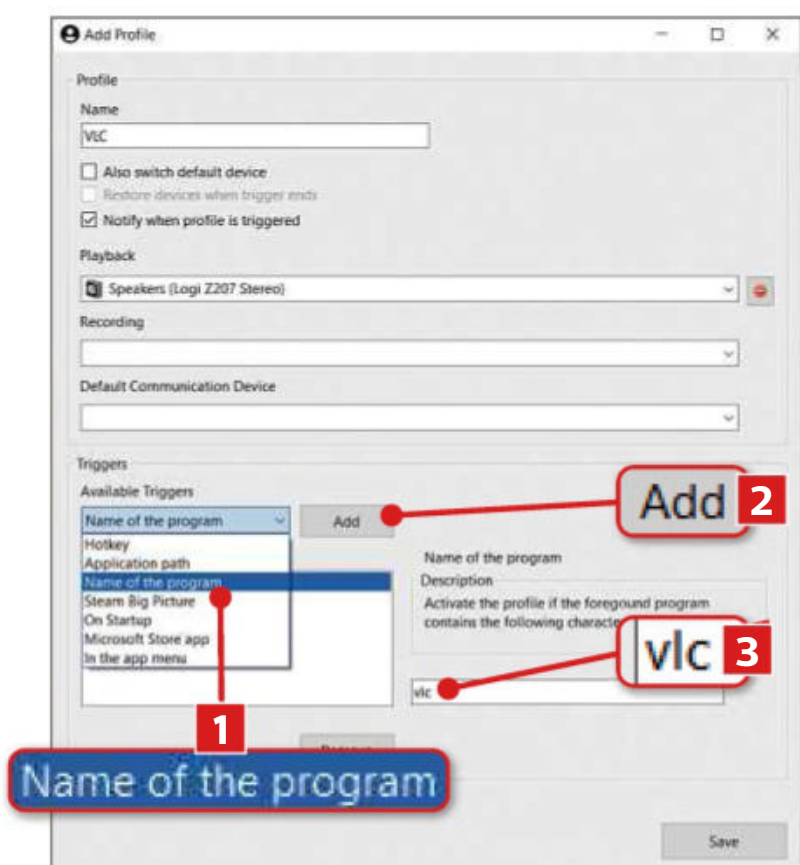 Add Profile
Profile
Name
VLC
Also switch default device
Restore devices when trigger ends
Notify when profile is triggered
Playback
Speakers (Logi Z207 Stereo)
Recording
Default Communication Device
Triggers
Available Triggers
Name of the program
Add
Add 2
Hotkey
Application path
Name of the program
Steam Big Picture
On Startup
Microsoft Store app
In the app menu
Name of the program
Description
Activate the profile if the foregound program
contains the following
vlc 3
vlc
1
Name of the program
Save